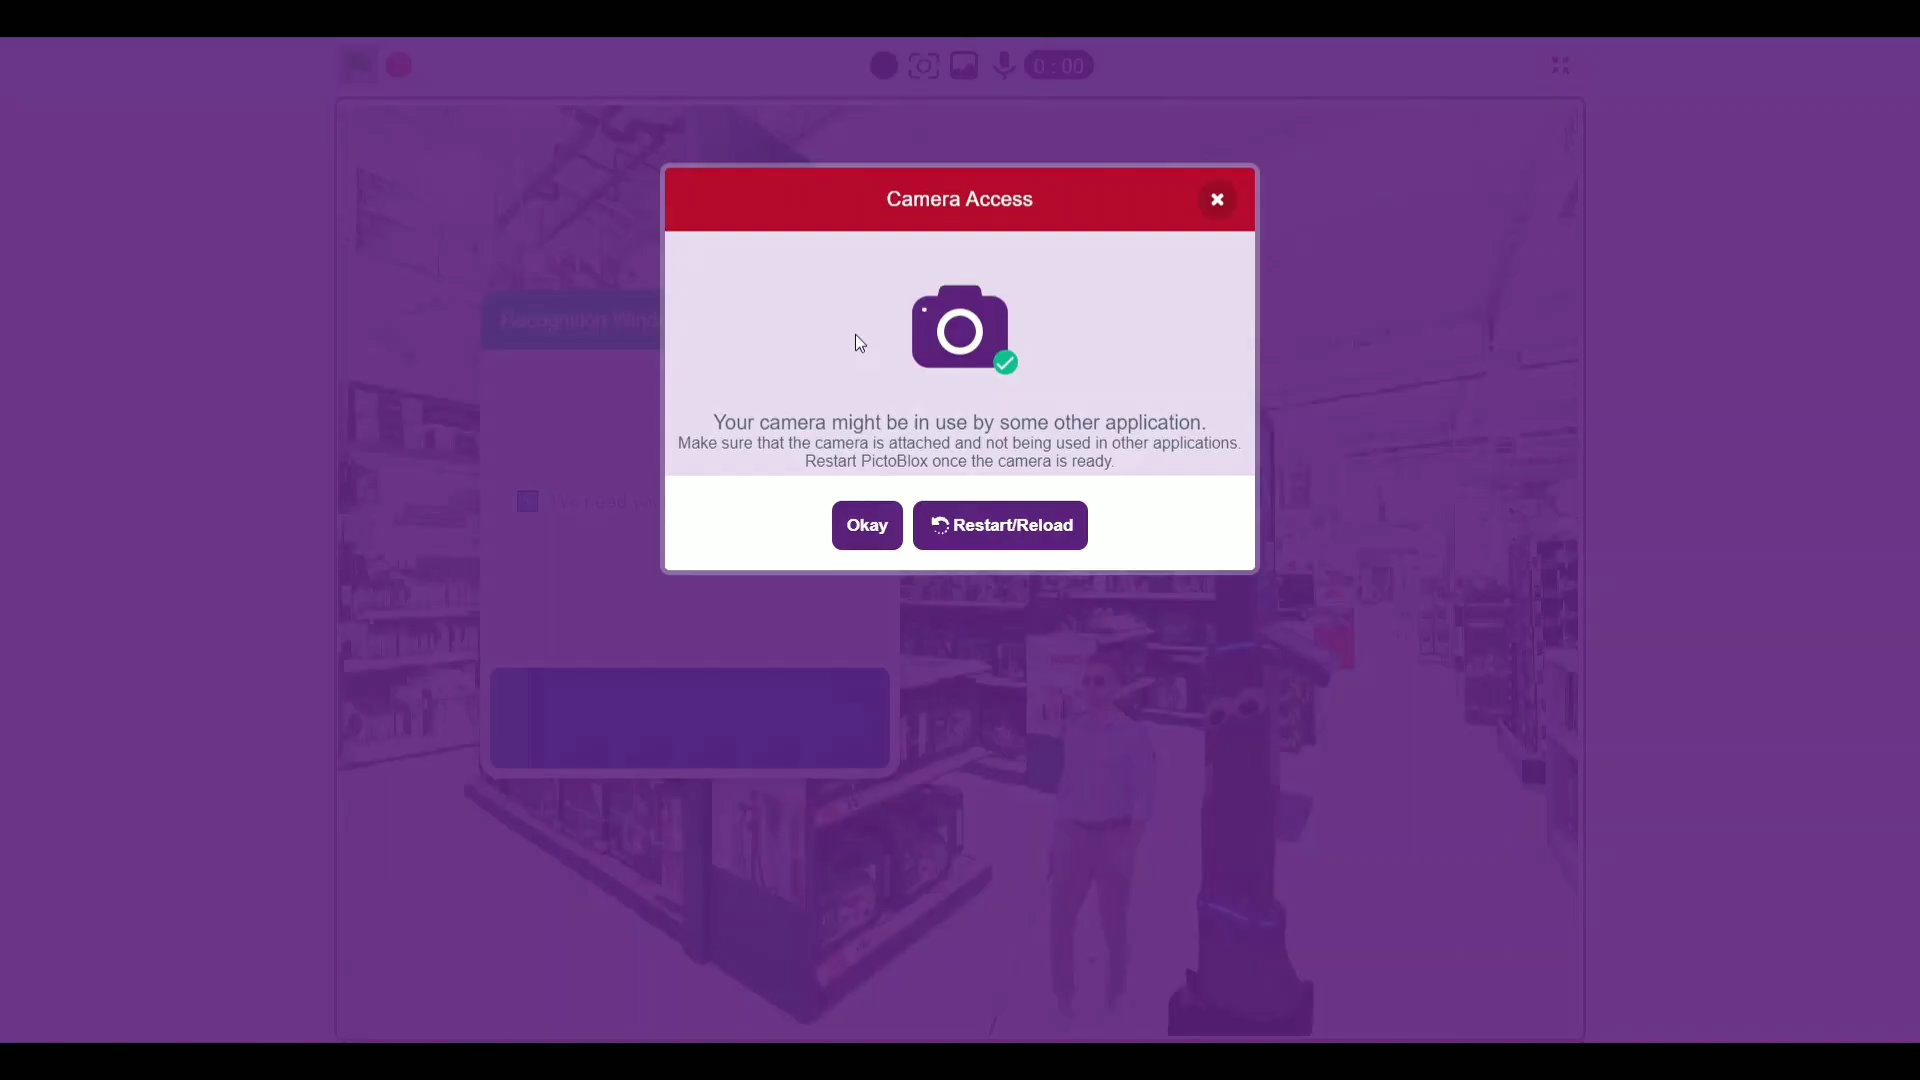 0 : 00
Camera Access
Recognition Wind
Your camera might be in use by some other application.
Make sure that the camera is attached and not being used in other applications.
Restart PictoBlox once the camera is ready.
Okay
Restart/Reload